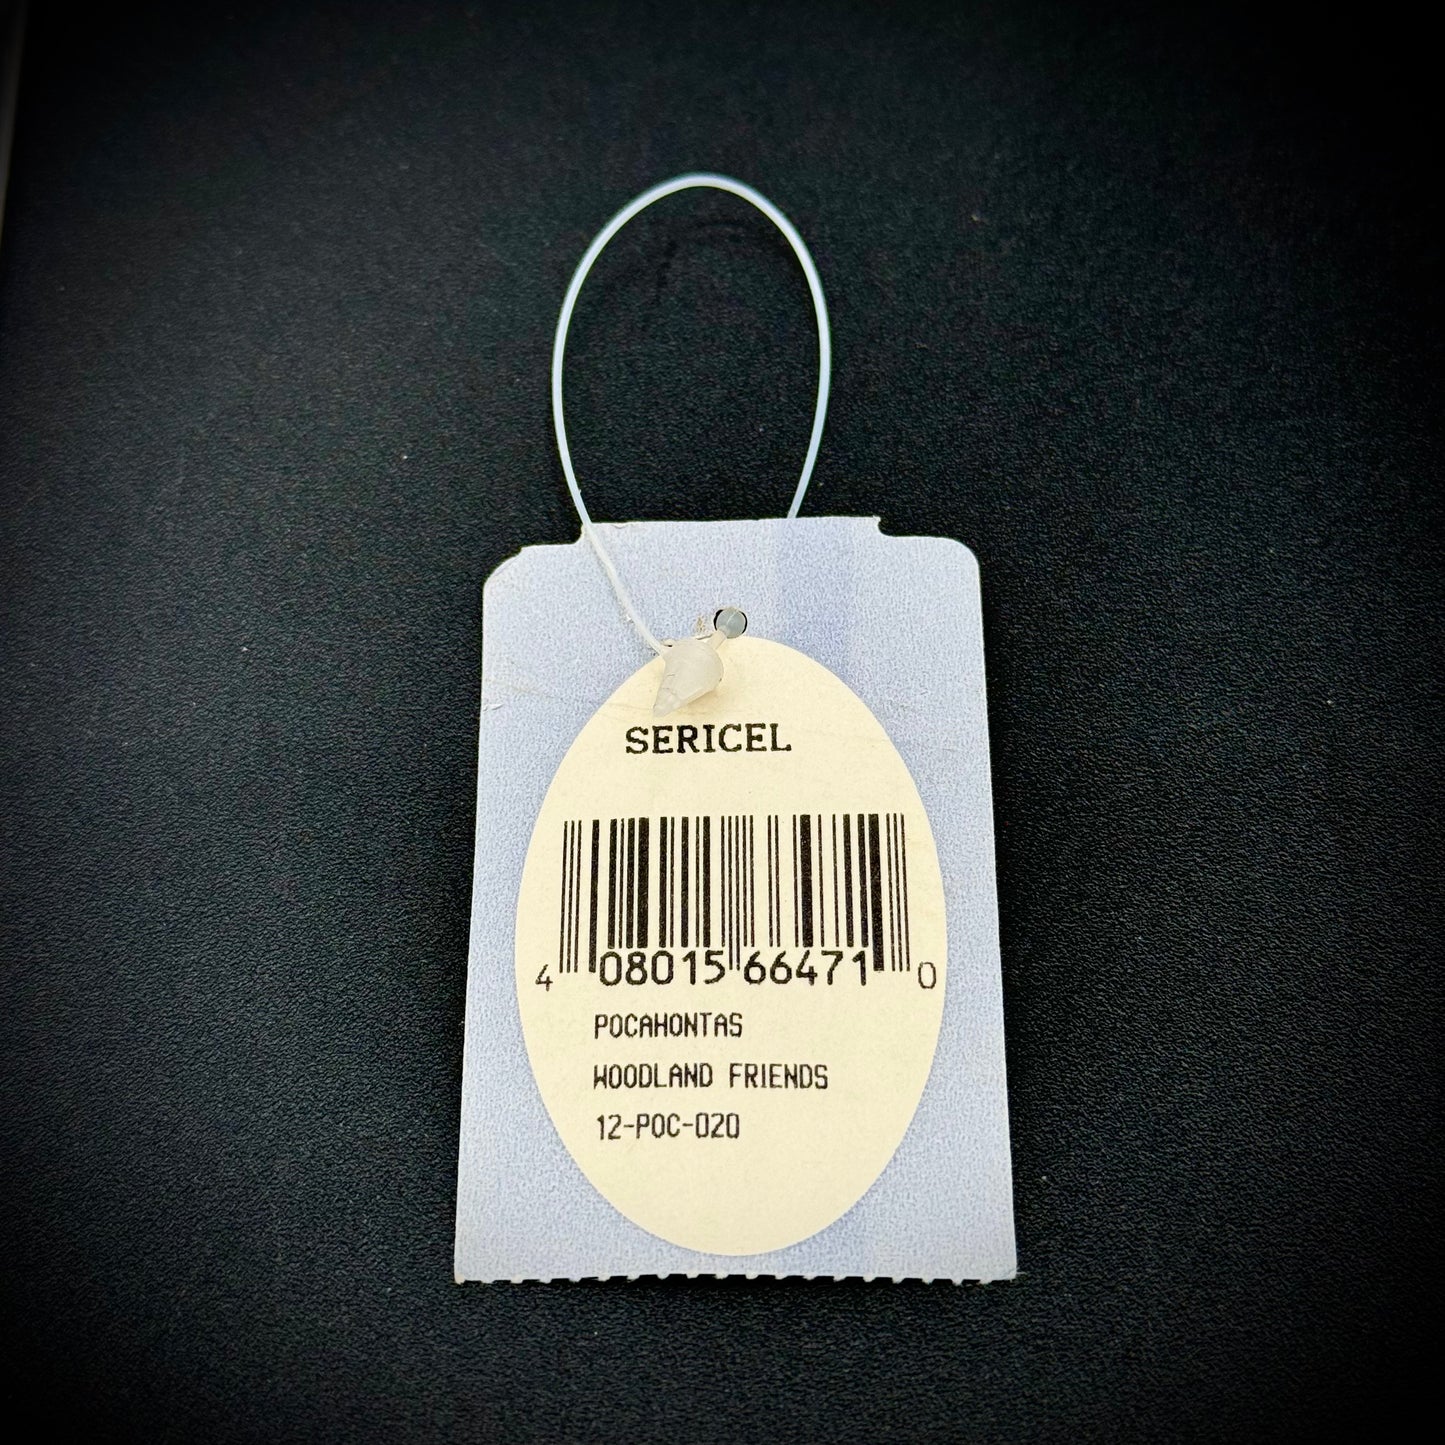 SERICEL
4 08015 66471 0
POCAHONTAS
WOODLAND FRIENDS
12-POC-020